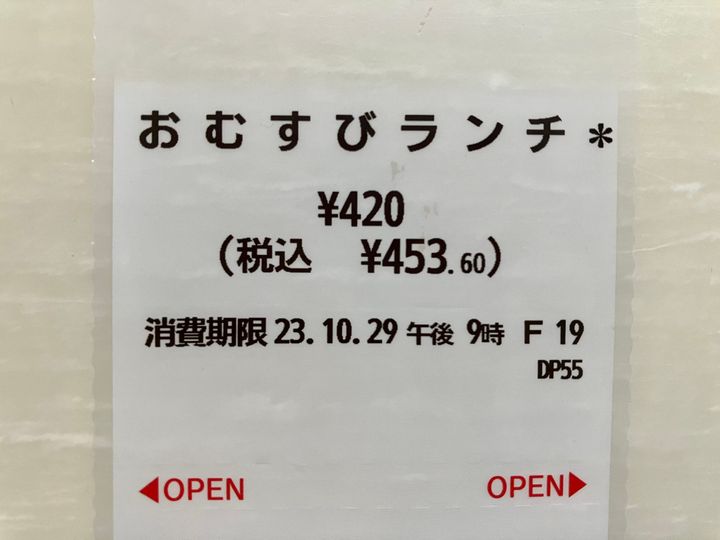 おむすびランチ*
¥420
(税込 ¥453.60)
消費期限 23.10.29 午後 9時 F 19
DP55
◀OPEN OPEN▶